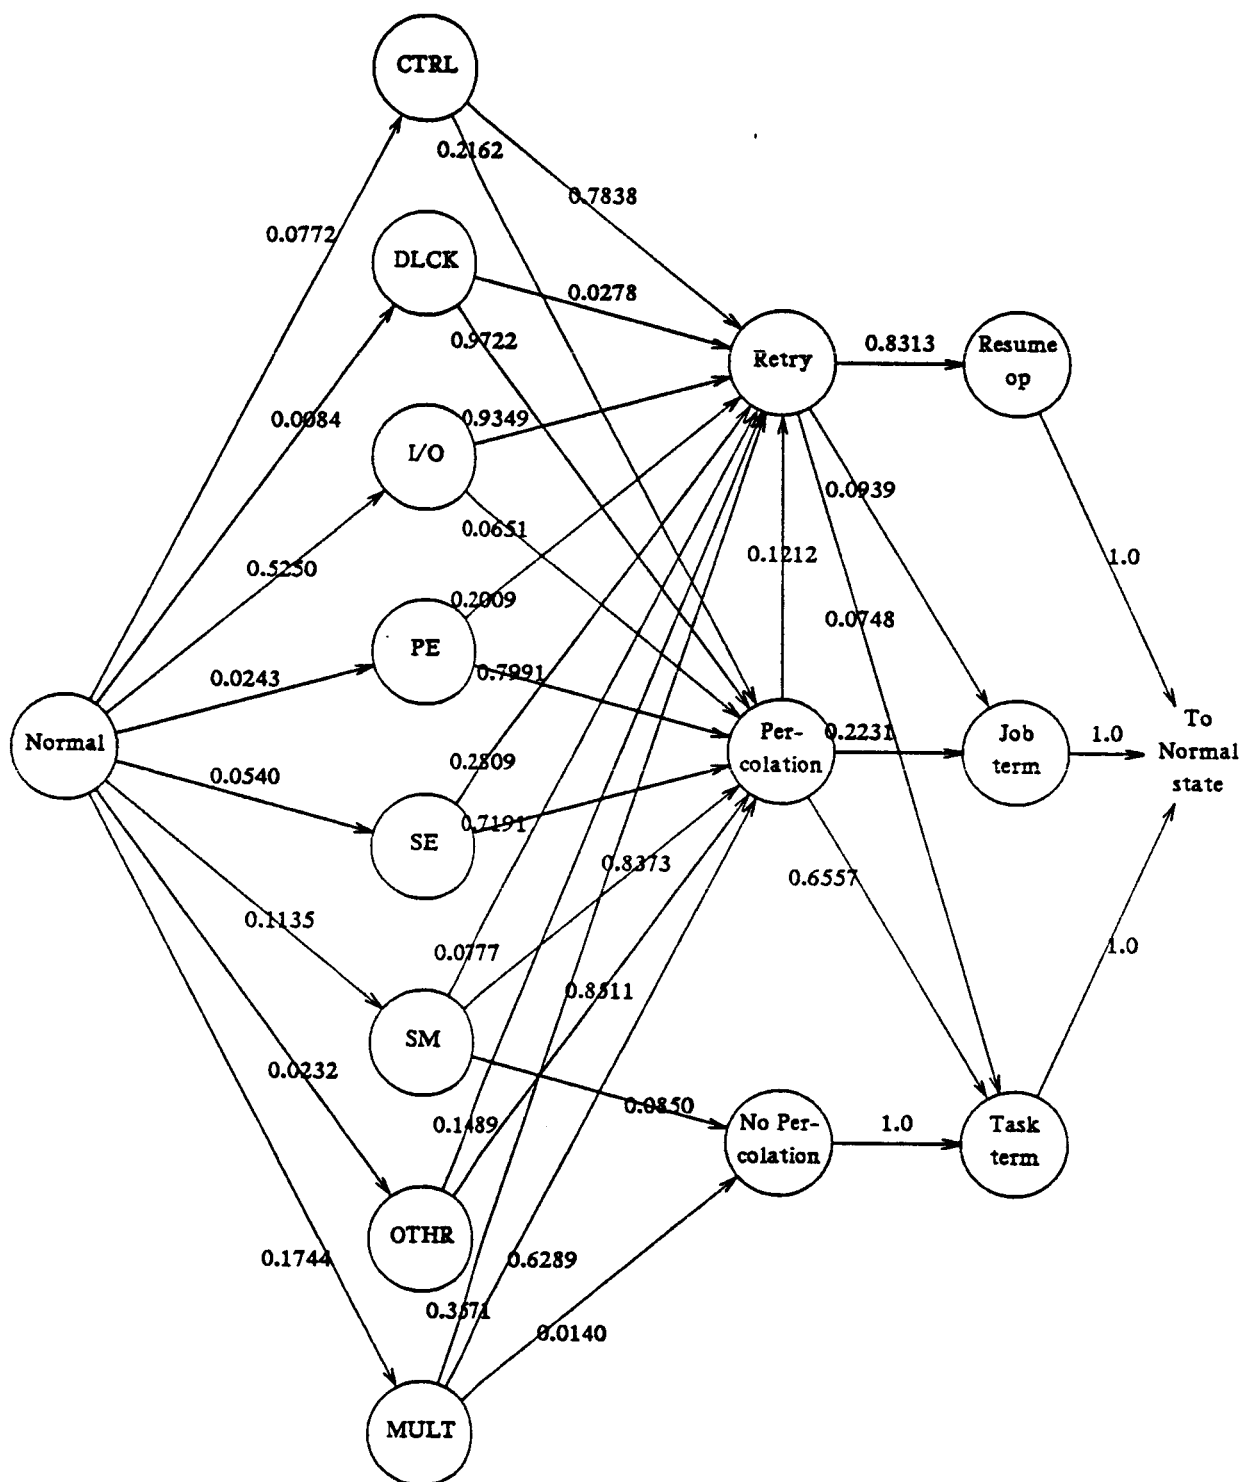 CTRL
0.2162
0.7838
0.0772
DLCK
0.0278
0.9722
Retry
0.8313
Resume
op
0.0084
0.9349
I/O
0.0939
0.0651
0.1212
1.0
0.5250
0.2009
0.0748
PE
0.0243
0.7991
Normal
Per-
colation
0.2231
Job
term
1.0
To
Normal
state
0.0540
0.2809
0.7191
SE
0.8373
0.6557
0.1135
0.0777
1.0
0.8511
SM
0.0232
0.0850
0.1489
No Per-
colation
1.0
Task
term
OTHR
0.1744
0.6289
0.3571
0.0140
MULT